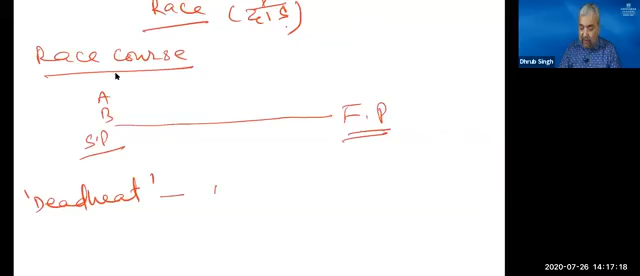 Race (दौड़)
Race course
A
B
S.P
F.P
'Deadheat' —
Dhrub Singh
2020-07-26 14:17:18